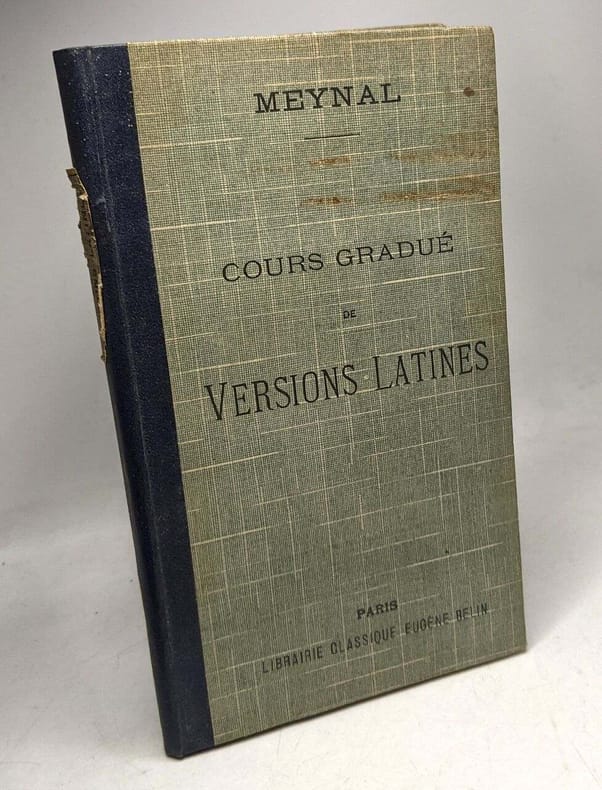 MEYNAL
COURS GRADUÉ
DE
VERSIONS LATINES
PARIS
LIBRAIRIE CLASSIQUE EUGÈNE BELIN